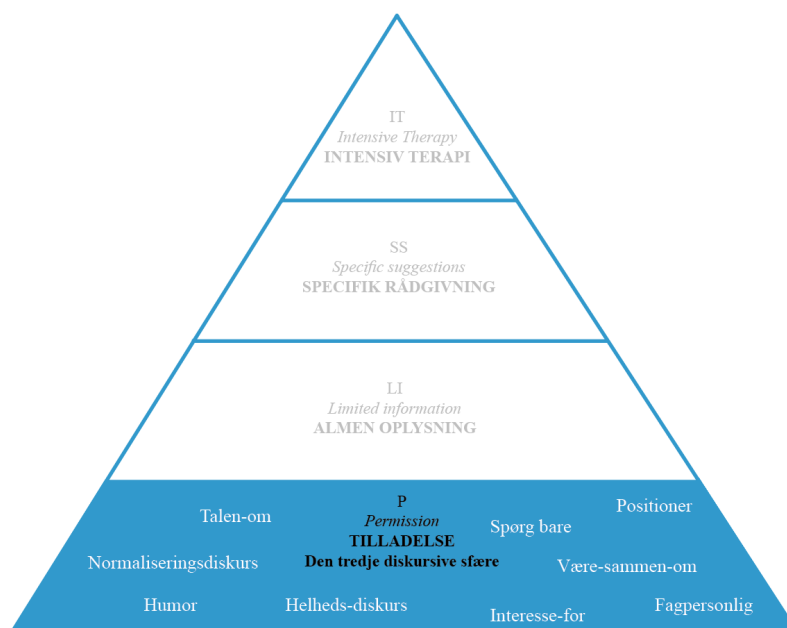 IT
Intensive Therapy
INTENSIV TERAPI
SS
Specific suggestions
SPECIFIK RÅDGIVNING
LI
Limited information
ALMEN OPLYSNING
P
Permission
TILLADELSE
Den tredje diskursive sfære
Talen-om
Normaliseringsdiskurs
Humor
Helheds-diskurs
Positioner
Spørg bare
Være-sammen-om
Interesse-for
Fagpersonlig